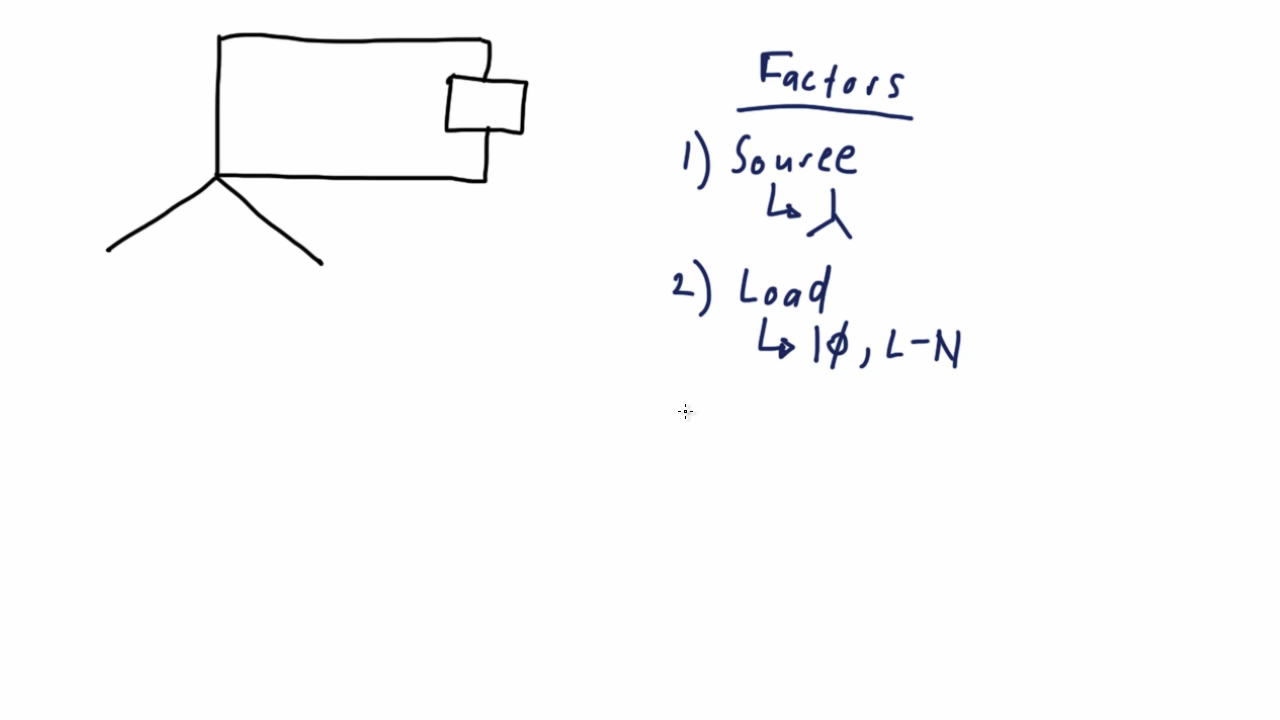 Factors
1) Source
↳ ⅄
2) Load
↳ 1φ, L-N